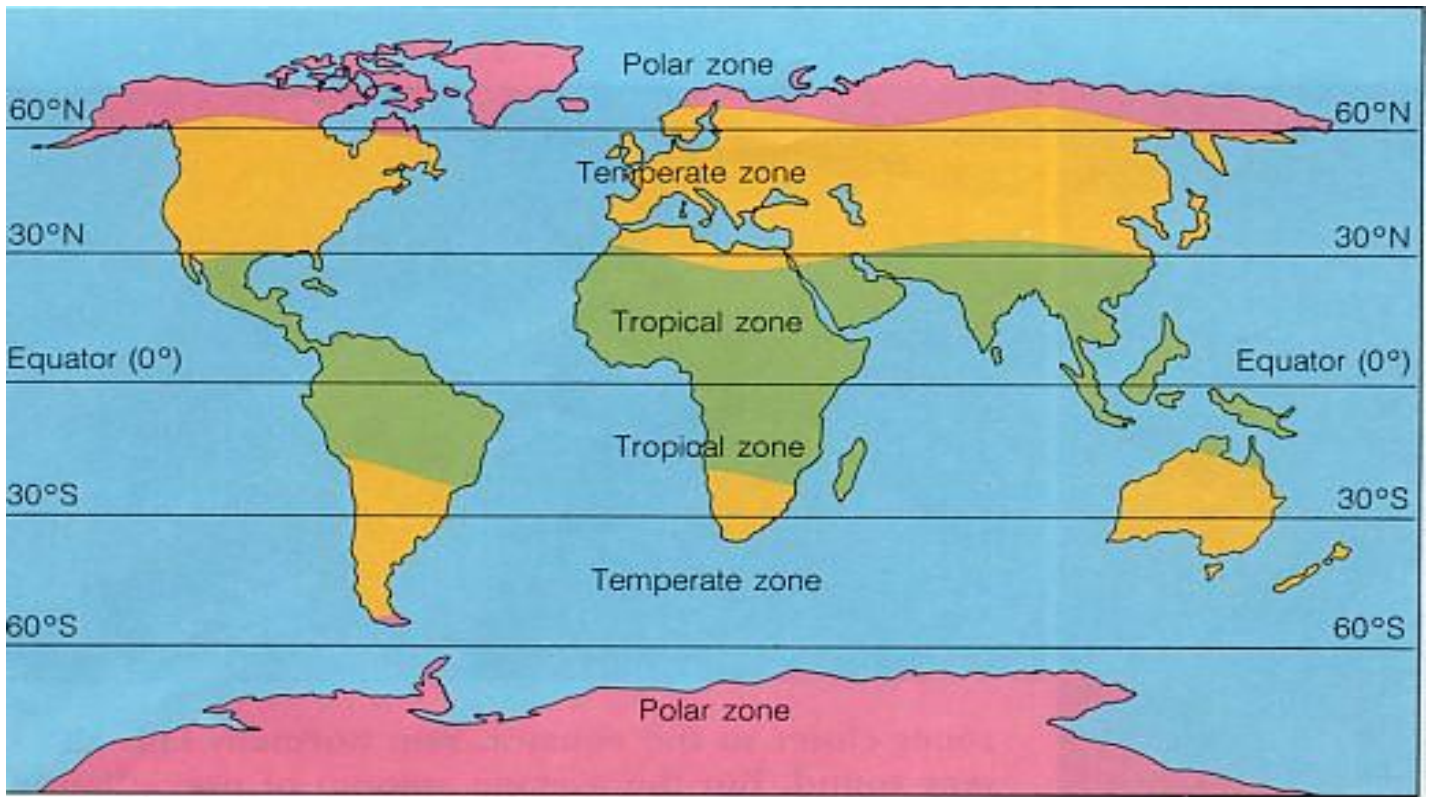 Polar zone
60°N 60°N
Temperate zone
30°N 30°N
Tropical zone
Equator (0°) Equator (0°)
Tropical zone
30°S 30°S
Temperate zone
60°S 60°S
Polar zone